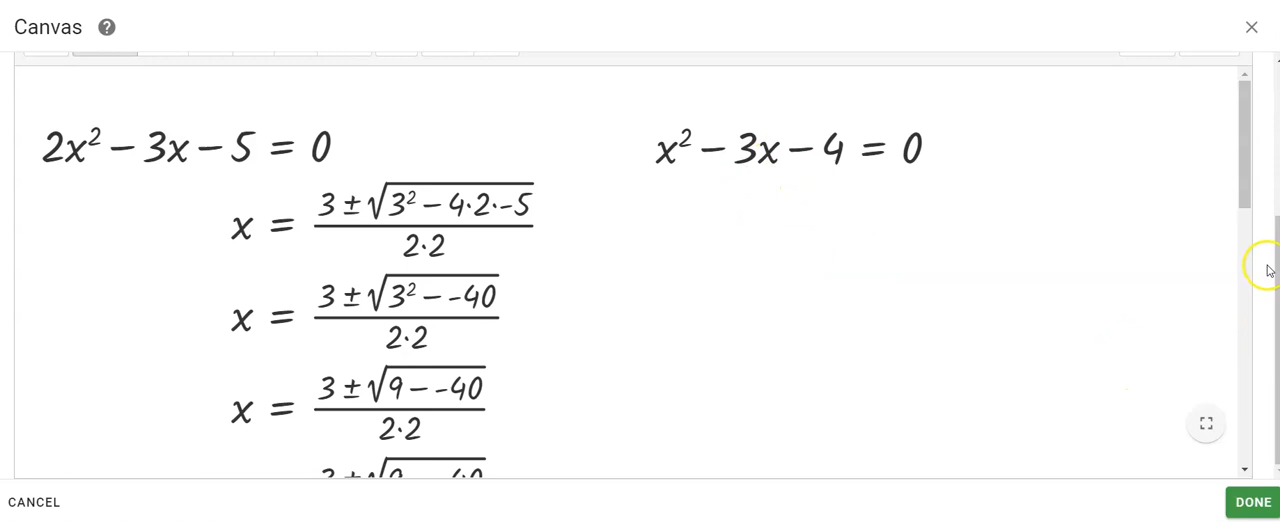 Canvas ?
2x² − 3x − 5 = 0
x² − 3x − 4 = 0
x = (3 ± √(3² − 4·2·-5))/(2·2)
x = (3 ± √(3² − -40))/(2·2)
x = (3 ± √(9 − -40))/(2·2)
CANCEL
DONE